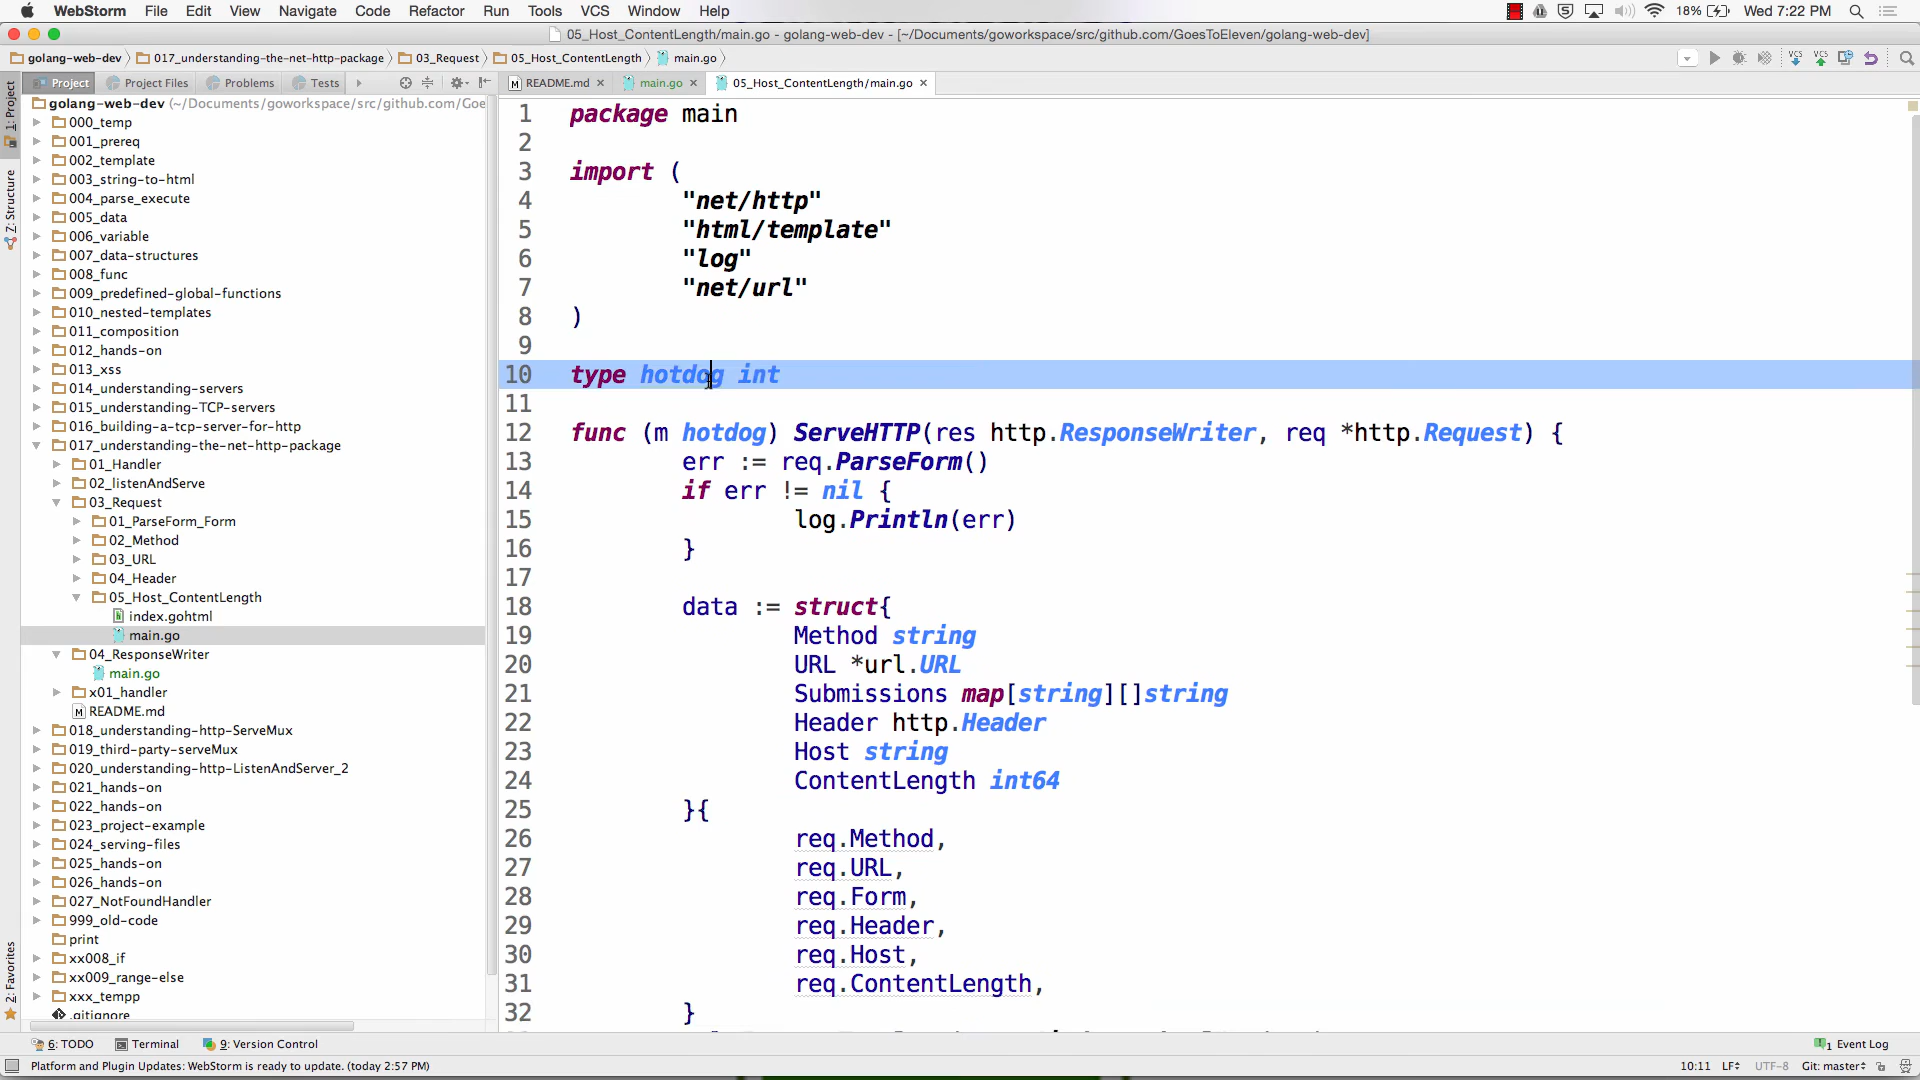 WebStorm File Edit View Navigate Code Refactor Run Tools VCS Window Help 18% Wed 7:22 PM
05_Host_ContentLength/main.go - golang-web-dev - [~/Documents/goworkspace/src/github.com/GoesToEleven/golang-web-dev]
golang-web-dev 017_understanding-the-net-http-package 03_Request 05_Host_ContentLength main.go
Project Project Files Problems Tests README.md main.go 05_Host_ContentLength/main.go
1: Project
Z: Structure
2: Favorites
golang-web-dev (~/Documents/goworkspace/src/github.com/Goe
000_temp
001_prereq
002_template
003_string-to-html
004_parse_execute
005_data
006_variable
007_data-structures
008_func
009_predefined-global-functions
010_nested-templates
011_composition
012_hands-on
013_xss
014_understanding-servers
015_understanding-TCP-servers
016_building-a-tcp-server-for-http
017_understanding-the-net-http-package
01_Handler
02_listenAndServe
03_Request
01_ParseForm_Form
02_Method
03_URL
04_Header
05_Host_ContentLength
index.gohtml
main.go
04_ResponseWriter
main.go
x01_handler
README.md
018_understanding-http-ServeMux
019_third-party-serveMux
020_understanding-http-ListenAndServer_2
021_hands-on
022_hands-on
023_project-example
024_serving-files
025_hands-on
026_hands-on
027_NotFoundHandler
999_old-code
print
xx008_if
xx009_range-else
xxx_tempp
.gitignore
1 package main
2
3 import (
4 "net/http"
5 "html/template"
6 "log"
7 "net/url"
8 )
9
10 type hotdog int
11
12 func (m hotdog) ServeHTTP(res http.ResponseWriter, req *http.Request) {
13 err := req.ParseForm()
14 if err != nil {
15 log.Println(err)
16 }
17
18 data := struct{
19 Method string
20 URL *url.URL
21 Submissions map[string][]string
22 Header http.Header
23 Host string
24 ContentLength int64
25 }{
26 req.Method,
27 req.URL,
28 req.Form,
29 req.Header,
30 req.Host,
31 req.ContentLength,
32 }
6: TODO Terminal 9: Version Control 1 Event Log
Platform and Plugin Updates: WebStorm is ready to update. (today 2:57 PM) 10:11 LF UTF-8 Git: master